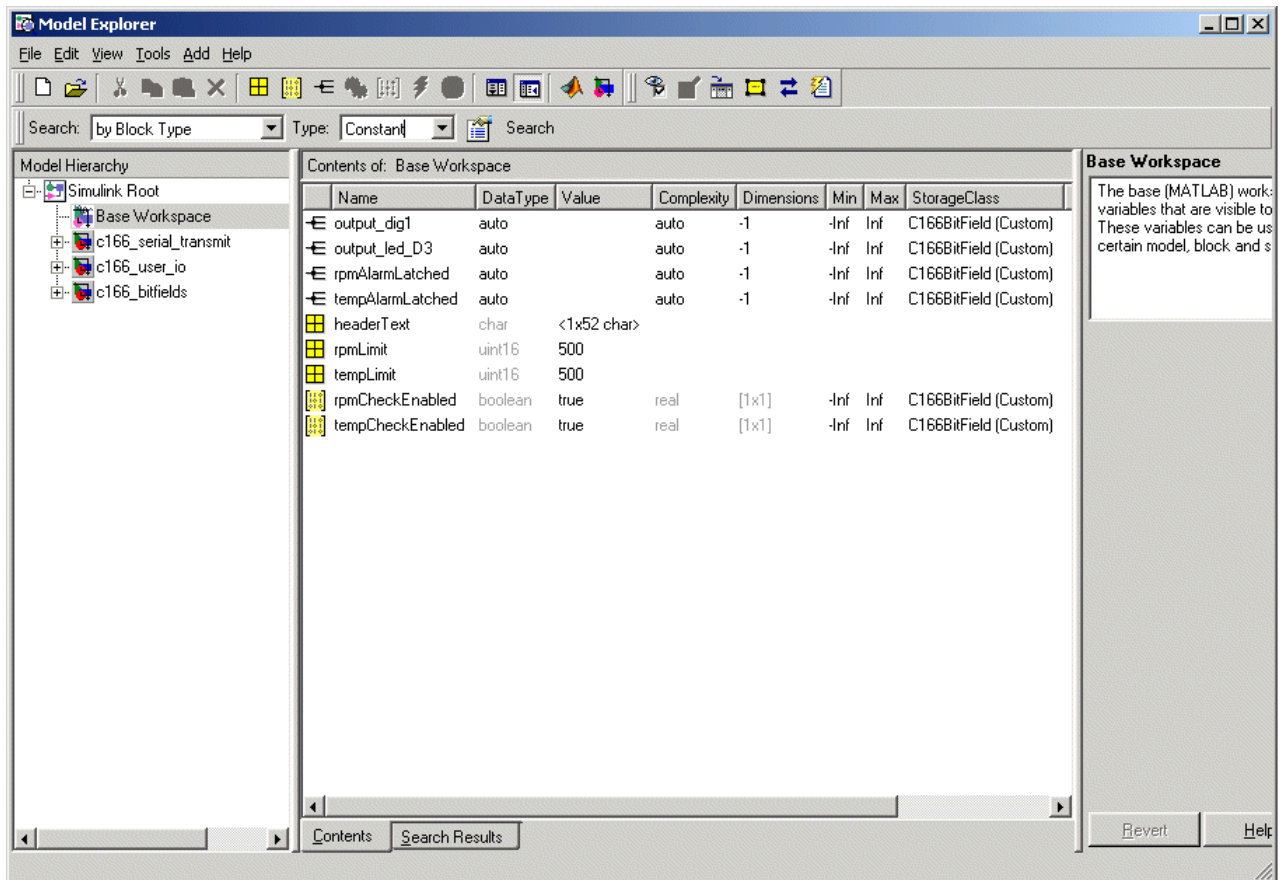 Model Explorer
File Edit View Tools Add Help
Search: by Block Type Type: Constant Search
Model Hierarchy
Simulink Root
Base Workspace
c166_serial_transmit
c166_user_io
c166_bitfields
Contents of: Base Workspace
Name DataType Value Complexity Dimensions Min Max StorageClass
output_dig1 auto auto -1 -Inf Inf C166BitField (Custom)
output_led_D3 auto auto -1 -Inf Inf C166BitField (Custom)
rpmAlarmLatched auto auto -1 -Inf Inf C166BitField (Custom)
tempAlarmLatched auto auto -1 -Inf Inf C166BitField (Custom)
headerText char <1x52 char>
rpmLimit uint16 500
tempLimit uint16 500
rpmCheckEnabled boolean true real [1x1] -Inf Inf C166BitField (Custom)
tempCheckEnabled boolean true real [1x1] -Inf Inf C166BitField (Custom)
Contents Search Results
Base Workspace
The base (MATLAB) works
variables that are visible to
These variables can be us
certain model, block and s
Revert Help